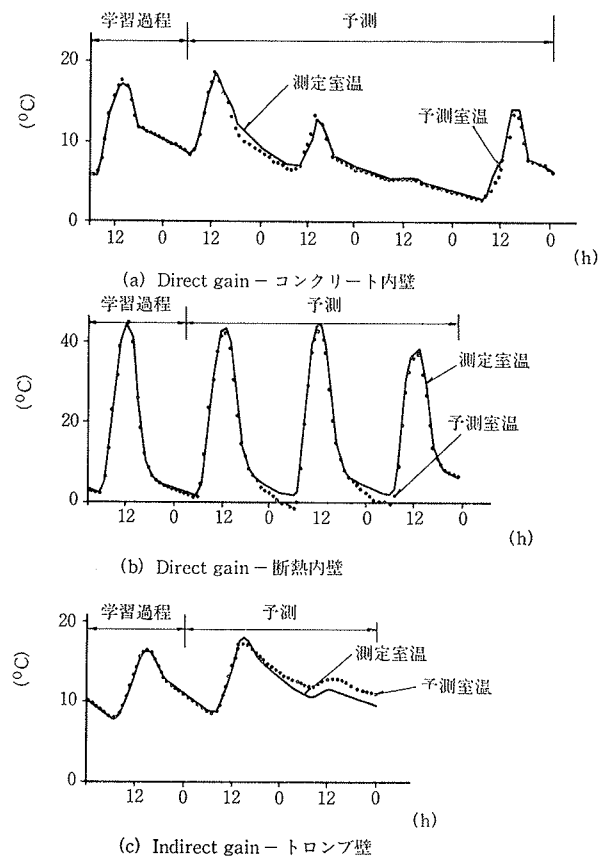 学習過程
予測
20
10
0
(°C)
測定室温
予測室温
12 0 12 0 12 0 12 0 12 0
(h)
(a) Direct gain－コンクリート内壁
学習過程
予測
40
20
0
(°C)
測定室温
予測室温
12 0 12 0 12 0 12 0
(h)
(b) Direct gain－断熱内壁
学習過程
予測
20
10
0
(°C)
測定室温
予測室温
12 0 12 0 12 0
(h)
(c) Indirect gain－トロンブ壁